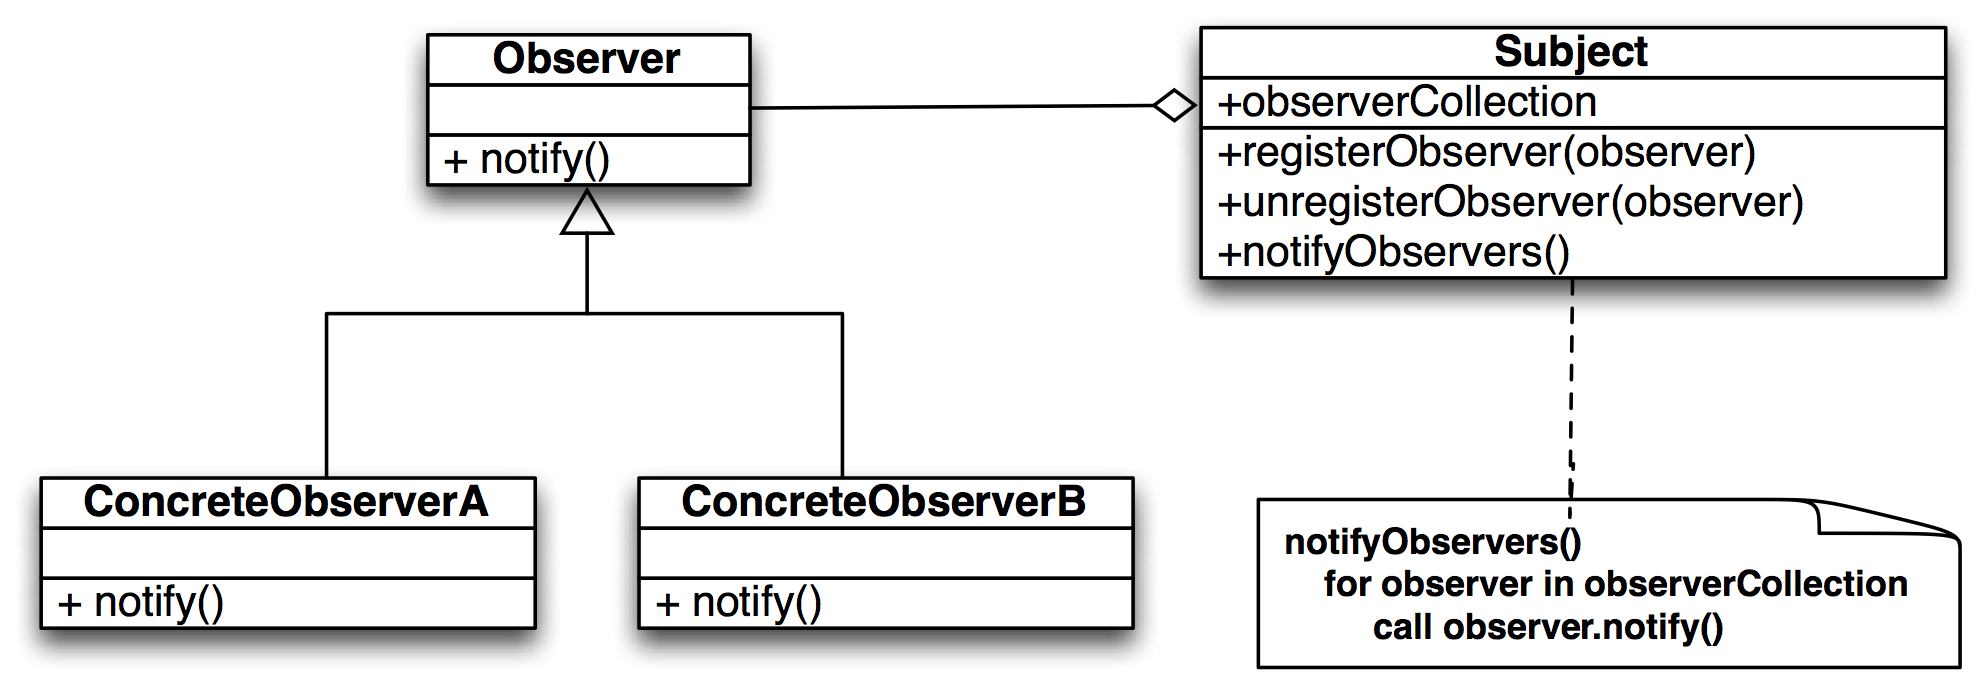 Observer
+ notify()
Subject
+observerCollection
+registerObserver(observer)
+unregisterObserver(observer)
+notifyObservers()
ConcreteObserverA
+ notify()
ConcreteObserverB
+ notify()
notifyObservers()
for observer in observerCollection
call observer.notify()